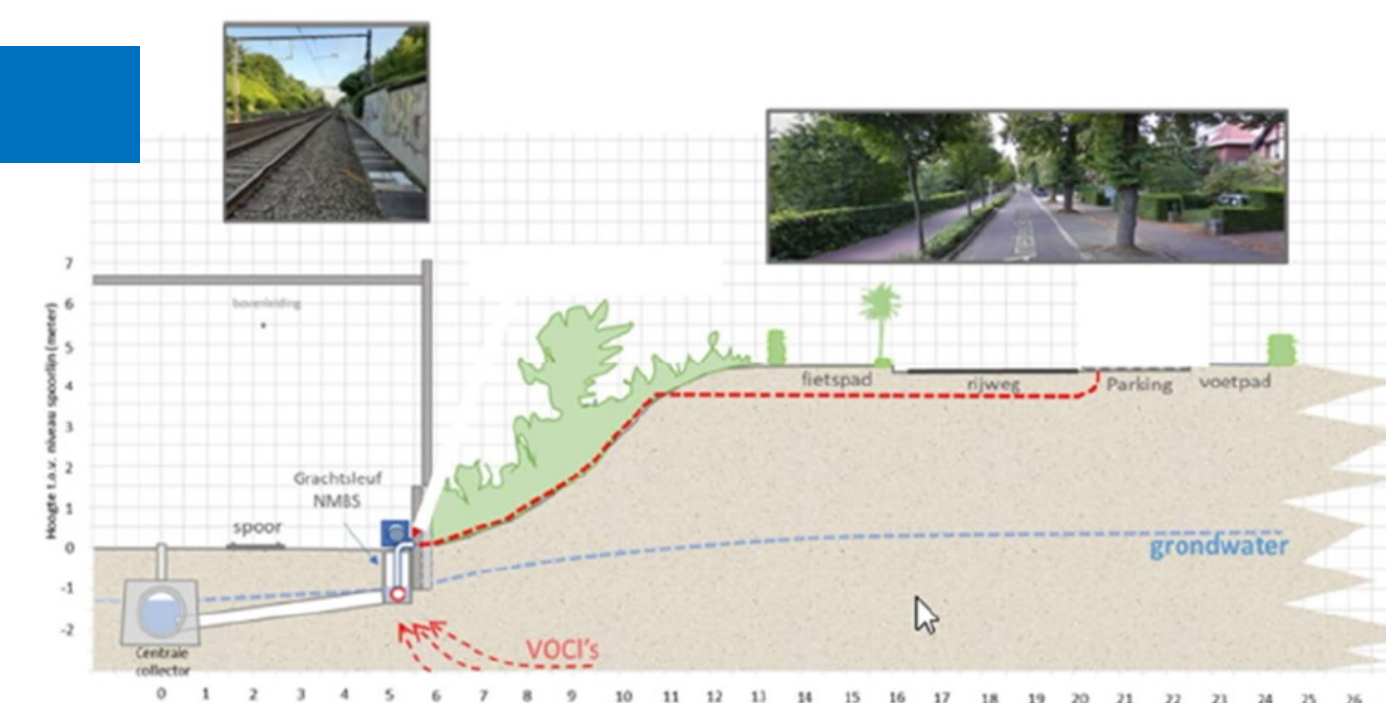 7
6
5
4
3
2
1
0
-1
-2
Hoogte t.o.v. niveau spoorlijn (meter)
bovenleiding
Grachtsleuf
NMBS
spoor
fietspad
rijweg
Parking
voetpad
grondwater
VOCl's
Centrale
collector
0 1 2 3 4 5 6 7 8 9 10 11 12 13 14 15 16 17 18 19 20 21 22 23 24 25 26